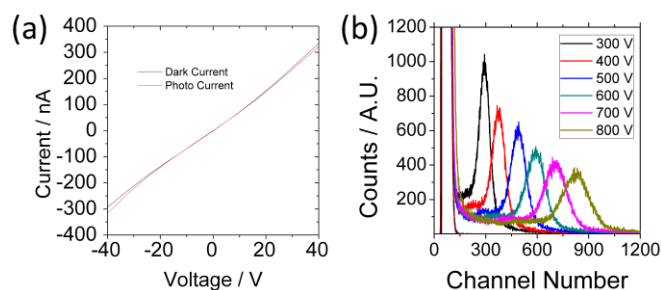 (a)
400
300
200
100
0
-100
-200
-300
-400
Current / nA
Dark Current
Photo Current
-40
-20
0
20
40
Voltage / V
(b)
1200
1000
800
600
400
200
Counts / A.U.
300 V
400 V
500 V
600 V
700 V
800 V
0
300
600
900
1200
Channel Number